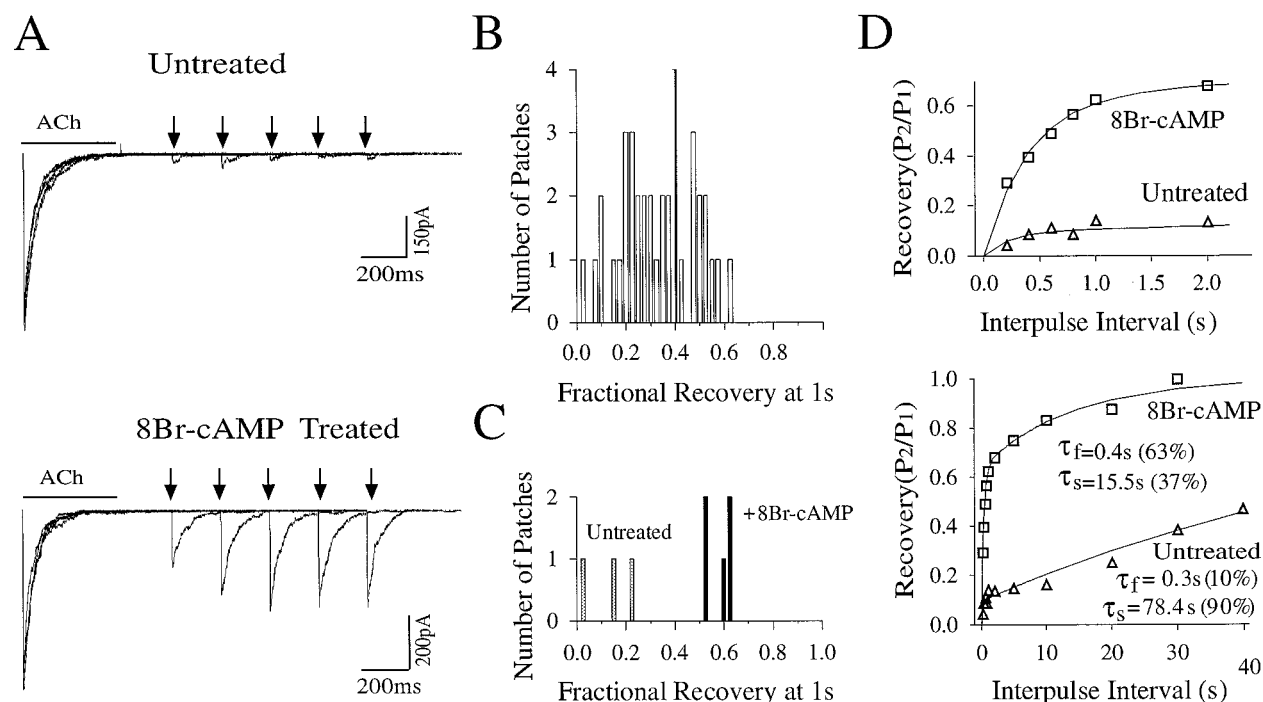 A
Untreated
ACh
150pA
200ms
8Br-cAMP Treated
ACh
200pA
200ms
B
4
3
2
1
0
Number of Patches
0.0 0.2 0.4 0.6 0.8
Fractional Recovery at 1s
C
2
1
0
Number of Patches
Untreated
+8Br-cAMP
0.0 0.2 0.4 0.6 0.8 1.0
Fractional Recovery at 1s
D
0.6
0.4
0.2
0.0
Recovery(P2/P1)
8Br-cAMP
Untreated
0.0 0.5 1.0 1.5 2.0
Interpulse Interval (s)
1.0
0.8
0.6
0.4
0.2
0.0
Recovery(P2/P1)
8Br-cAMP
τf=0.4s (63%)
τs=15.5s (37%)
Untreated
τf= 0.3s (10%)
τs=78.4s (90%)
0 10 20 30 40
Interpulse Interval (s)